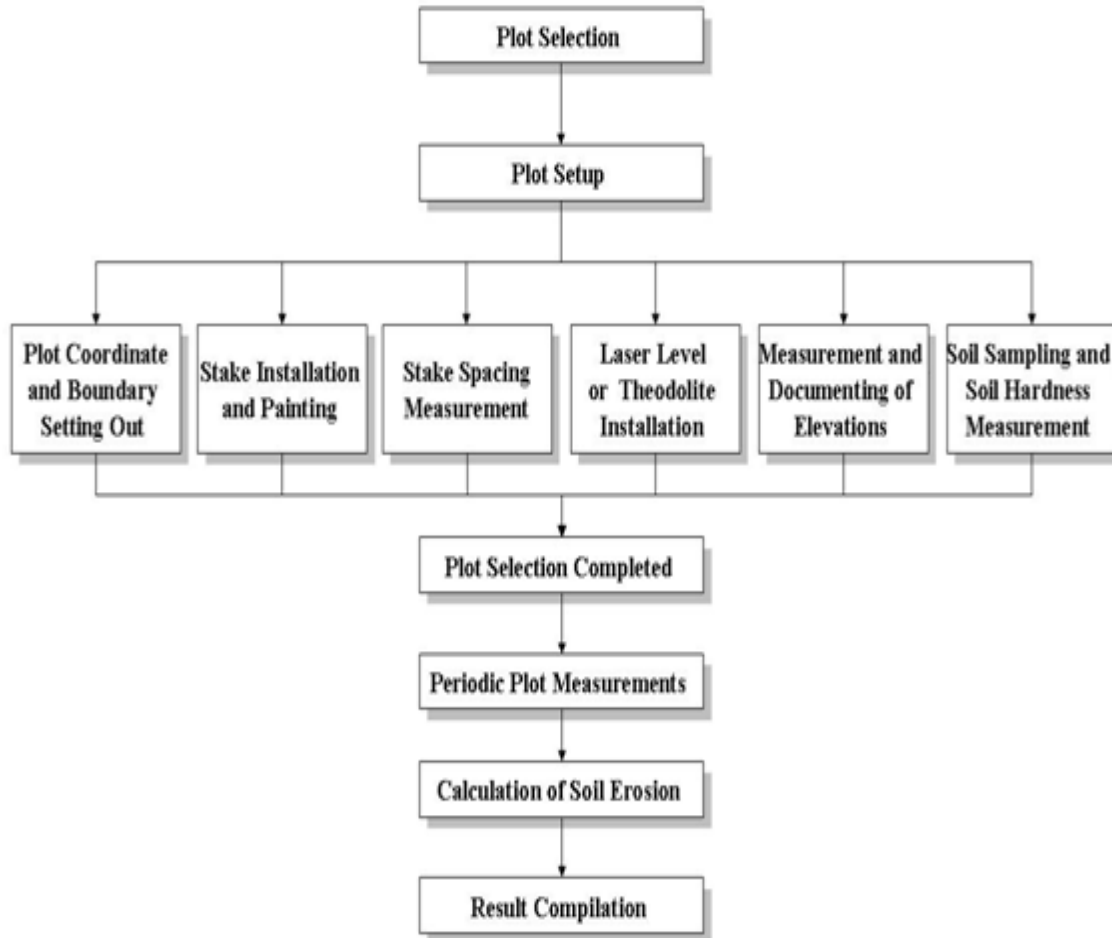 Plot Selection
Plot Setup
Plot Coordinate
and Boundary
Setting Out
Stake Installation
and Painting
Stake Spacing
Measurement
Laser Level
or Theodolite
Installation
Measurement and
Documenting of
Elevations
Soil Sampling and
Soil Hardness
Measurement
Plot Selection Completed
Periodic Plot Measurements
Calculation of Soil Erosion
Result Compilation